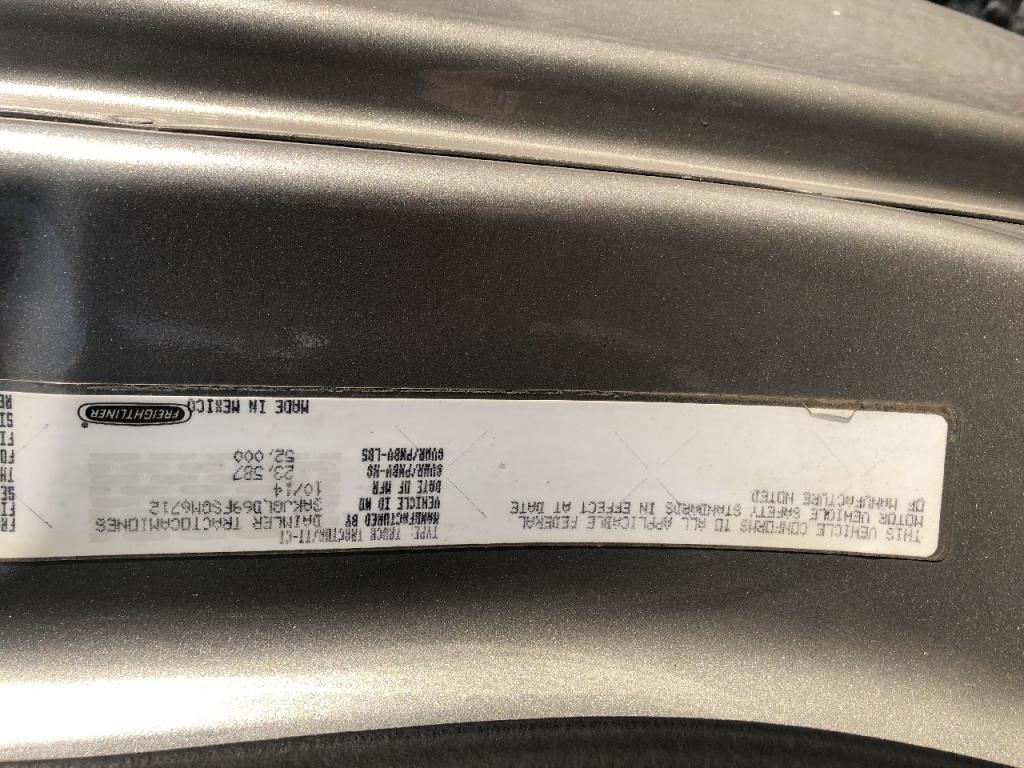 THIS VEHICLE CONFORMS TO ALL APPLICABLE FEDERAL
MOTOR VEHICLE SAFETY STANDARDS IN EFFECT AT DATE
OF MANUFACTURE NOTED
TYPE: TRUCK TRACTOR/TT-CT
MANUFACTURED BY DAIMLER TRACTOCAMIONES
VEHICLE ID NO 3AKJGLD69FSGM6712
DATE OF MFR 10/14
GVWR/PNBV-KG 23,587
GVWR/PNBV-LBS 52,000
MADE IN MEXICO
FREIGHTLINER®